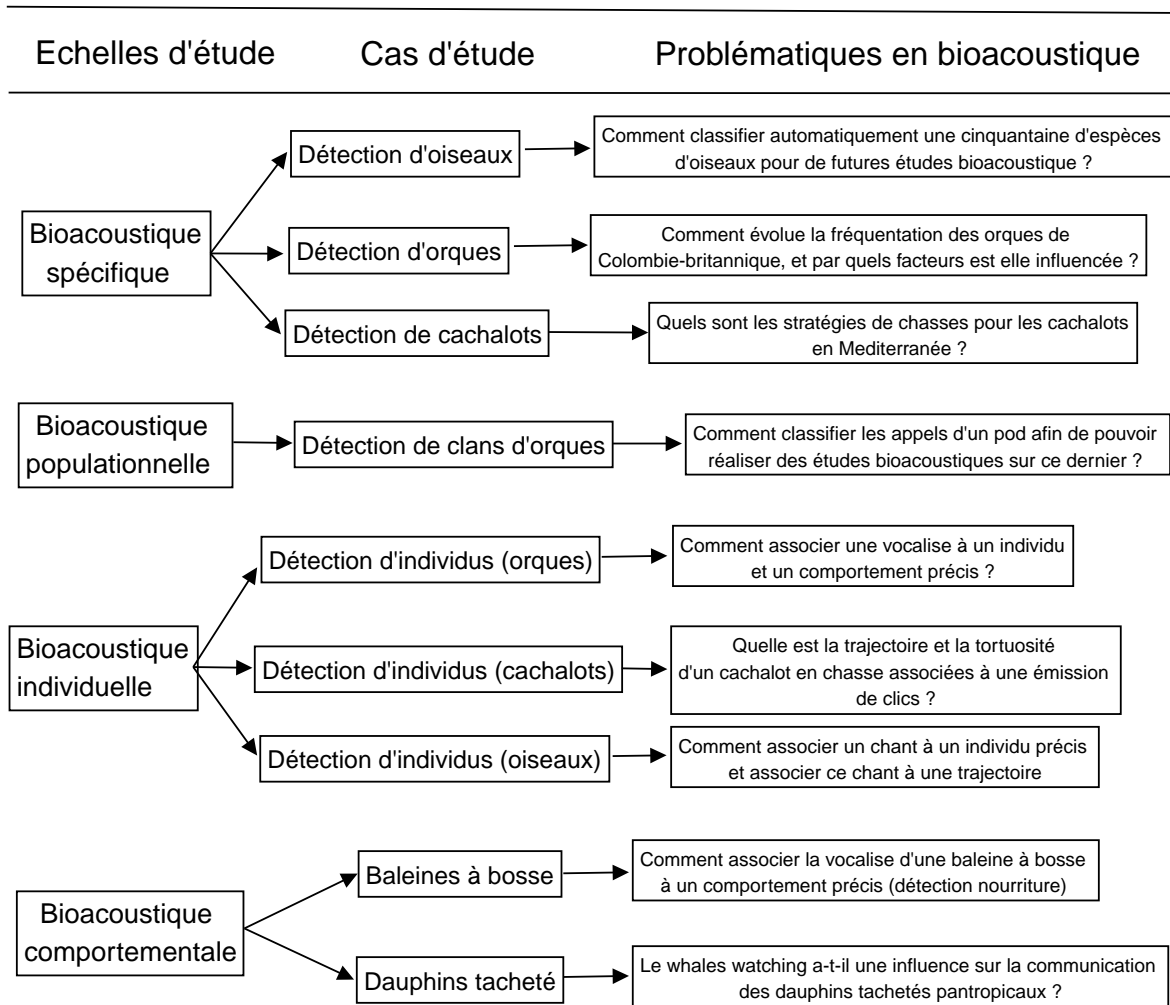 Echelles d'étude
Cas d'étude
Problématiques en bioacoustique
Bioacoustique
spécifique
Détection d'oiseaux
Comment classifier automatiquement une cinquantaine d'espèces
d'oiseaux pour de futures études bioacoustique ?
Détection d'orques
Comment évolue la fréquentation des orques de
Colombie-britannique, et par quels facteurs est elle influencée ?
Détection de cachalots
Quels sont les stratégies de chasses pour les cachalots
en Mediterranée ?
Bioacoustique
populationnelle
Détection de clans d'orques
Comment classifier les appels d'un pod afin de pouvoir
réaliser des études bioacoustiques sur ce dernier ?
Bioacoustique
individuelle
Détection d'individus (orques)
Comment associer une vocalise à un individu
et un comportement précis ?
Détection d'individus (cachalots)
Quelle est la trajectoire et la tortuosité
d'un cachalot en chasse associées à une émission
de clics ?
Détection d'individus (oiseaux)
Comment associer un chant à un individu précis
et associer ce chant à une trajectoire
Bioacoustique
comportementale
Baleines à bosse
Comment associer la vocalise d'une baleine à bosse
à un comportement précis (détection nourriture)
Dauphins tacheté
Le whales watching a-t-il une influence sur la communication
des dauphins tachetés pantropicaux ?